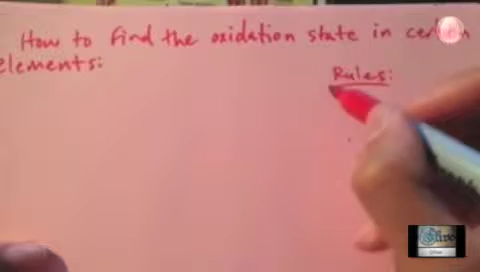 How to find the oxidation state in certain
elements:
Rules: